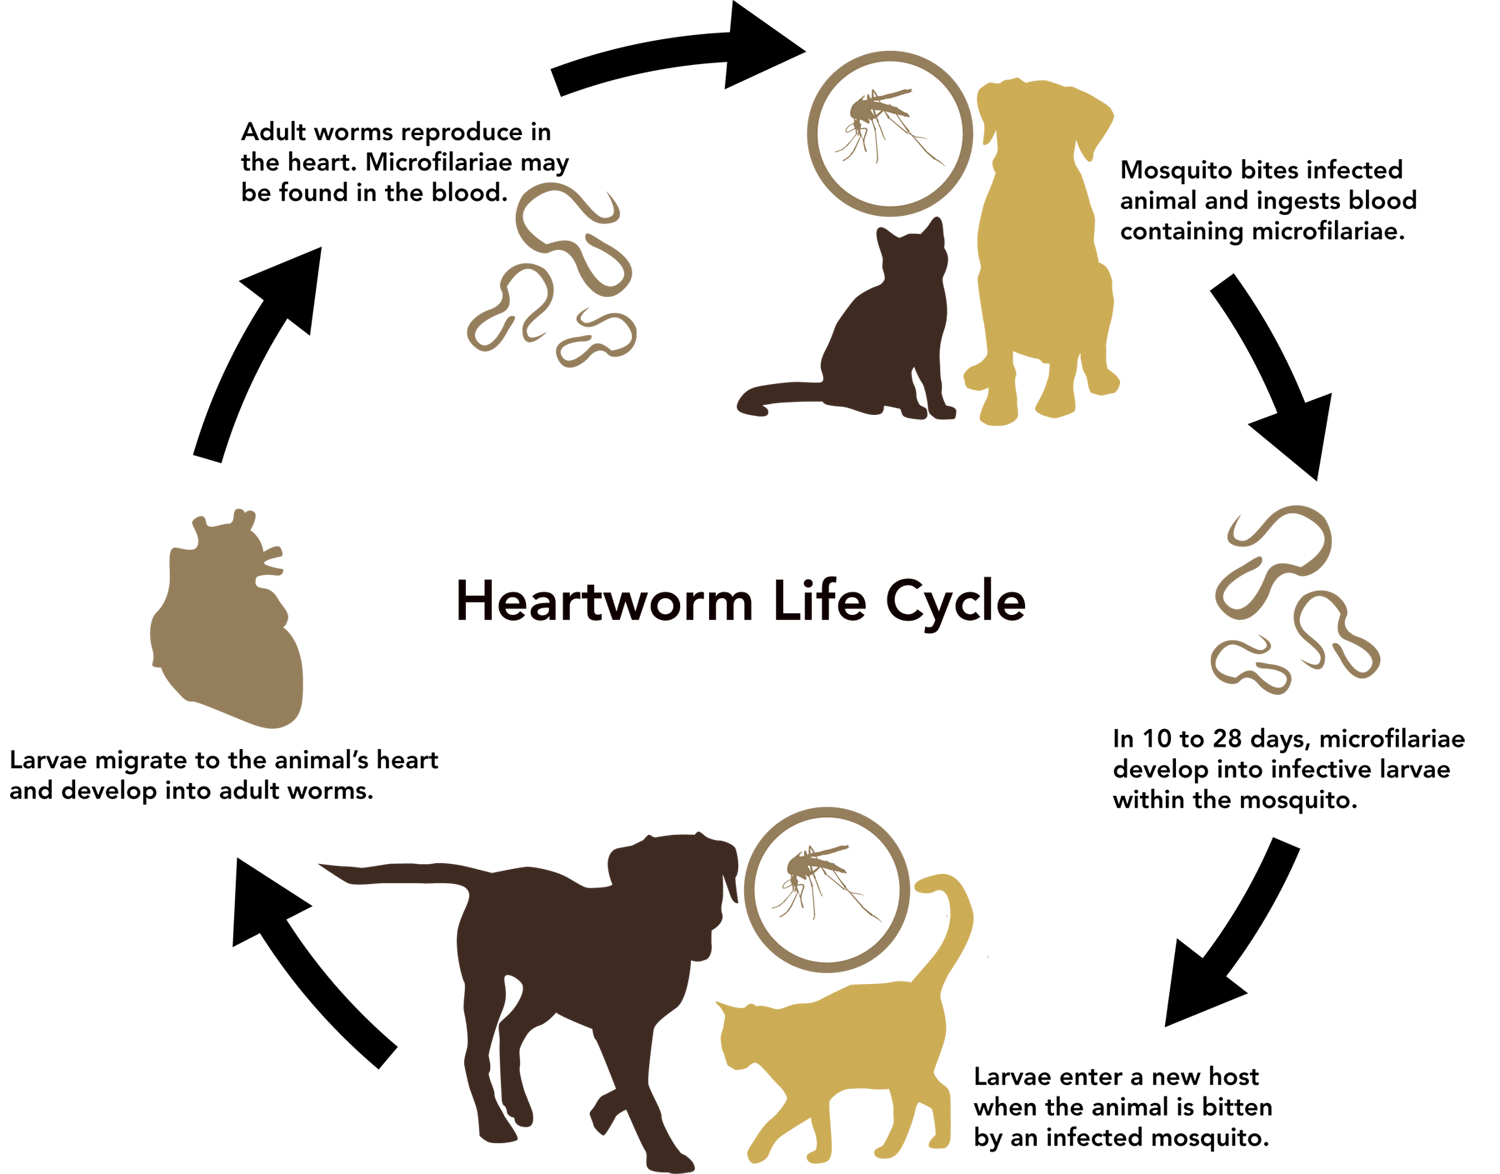 Adult worms reproduce in
the heart. Microfilariae may
be found in the blood.
Mosquito bites infected
animal and ingests blood
containing microfilariae.
Heartworm Life Cycle
In 10 to 28 days, microfilariae
develop into infective larvae
within the mosquito.
Larvae migrate to the animal’s heart
and develop into adult worms.
Larvae enter a new host
when the animal is bitten
by an infected mosquito.